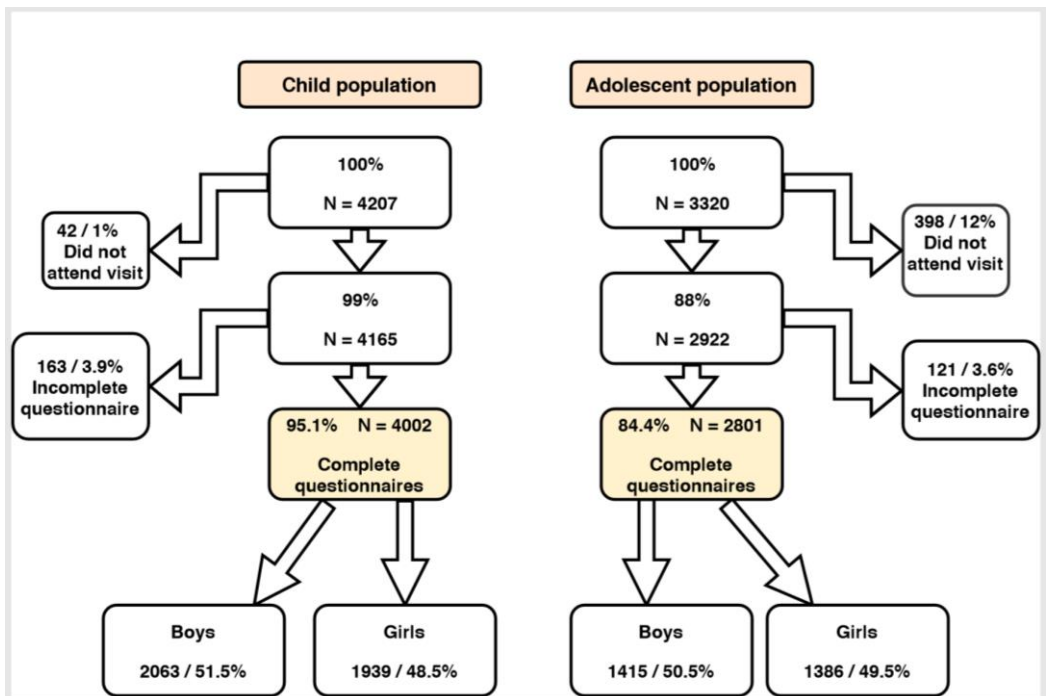 Child population
100%
N = 4207
42 / 1%
Did not
attend visit
99%
N = 4165
163 / 3.9%
Incomplete
questionnaire
95.1% N = 4002
Complete
questionnaires
Boys
2063 / 51.5%
Girls
1939 / 48.5%
Adolescent population
100%
N = 3320
398 / 12%
Did not
attend visit
88%
N = 2922
121 / 3.6%
Incomplete
questionnaire
84.4% N = 2801
Complete
questionnaires
Boys
1415 / 50.5%
Girls
1386 / 49.5%